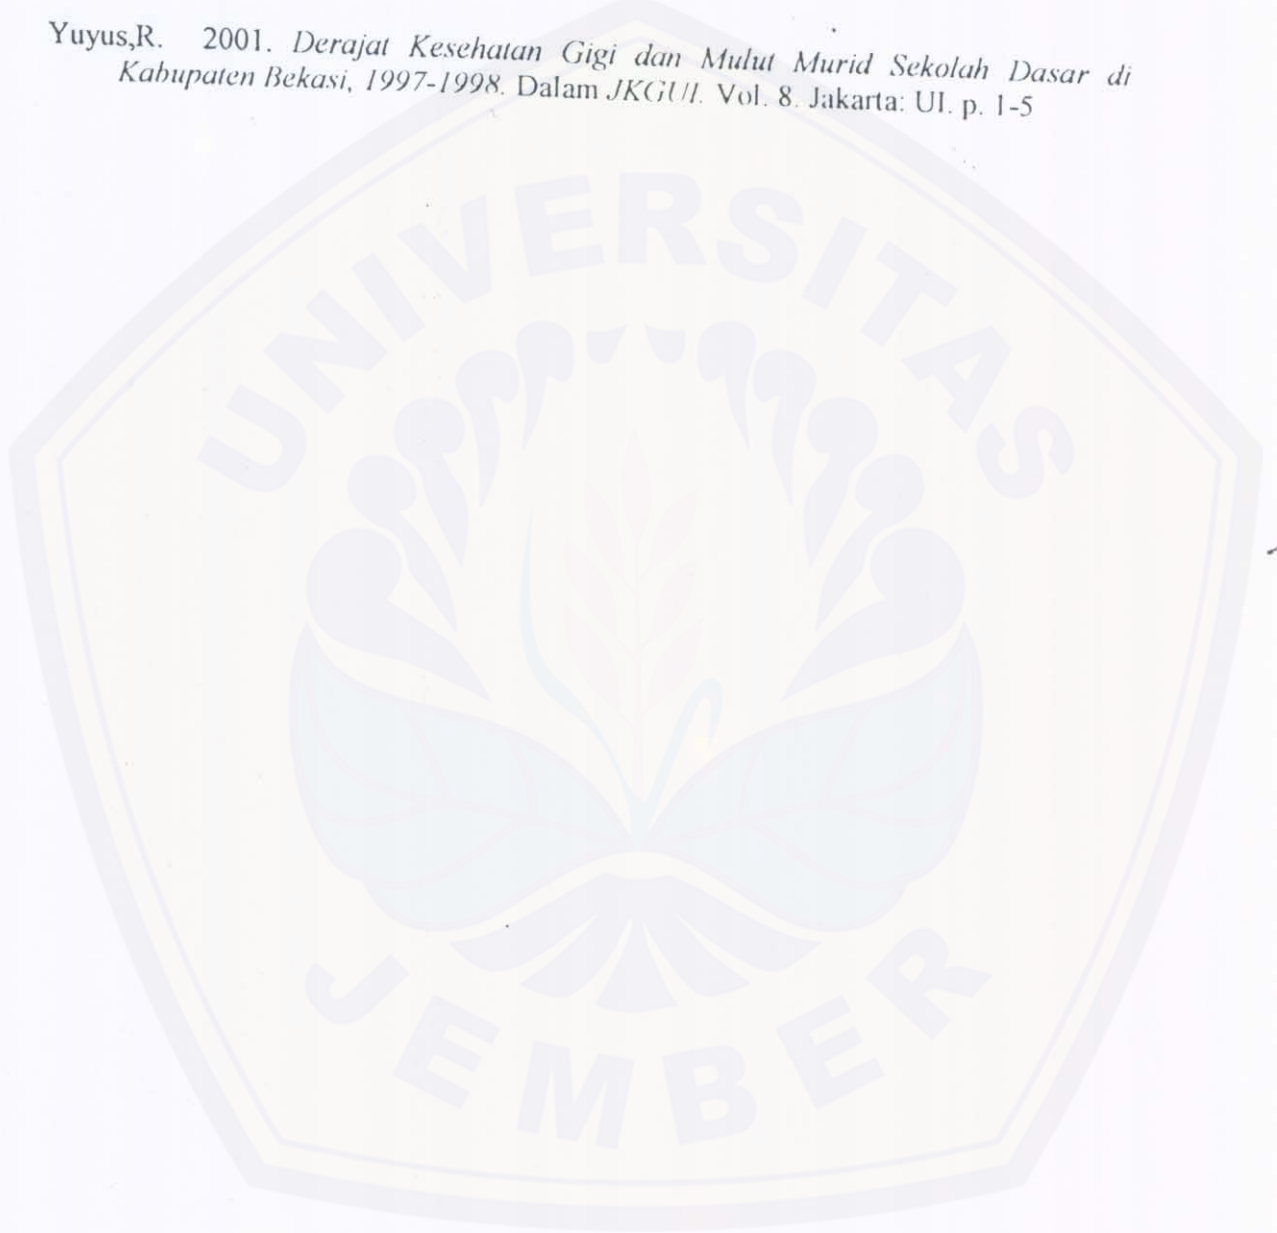 Yuyus,R. 2001. Derajat Kesehatan Gigi dan Mulut Murid Sekolah Dasar di
Kabupaten Bekasi, 1997-1998. Dalam JKGUI. Vol. 8. Jakarta: UI. p. 1-5
UNIVERSITAS
JEMBER